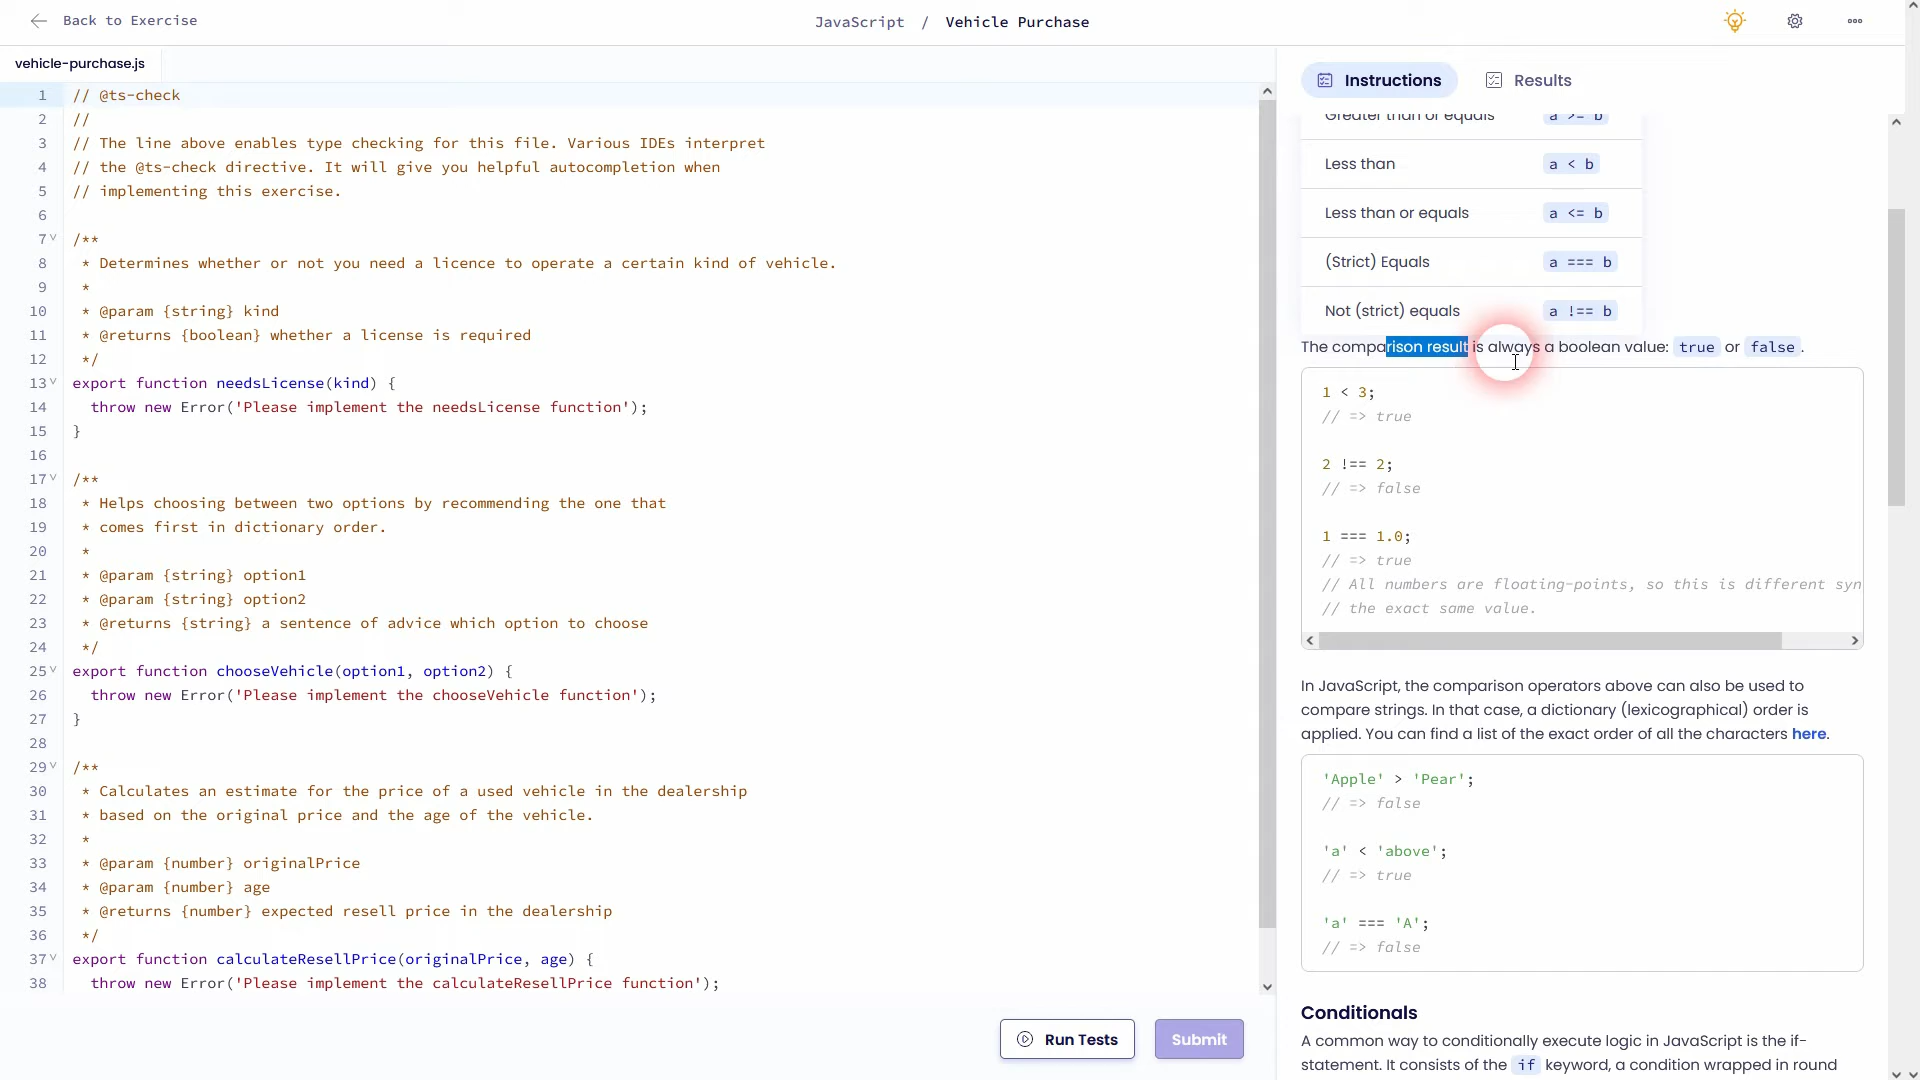 Back to Exercise
JavaScript / Vehicle Purchase
vehicle-purchase.js
1 // @ts-check
2 //
3 // The line above enables type checking for this file. Various IDEs interpret
4 // the @ts-check directive. It will give you helpful autocompletion when
5 // implementing this exercise.
6
7 /**
8 * Determines whether or not you need a licence to operate a certain kind of vehicle.
9 *
10 * @param {string} kind
11 * @returns {boolean} whether a license is required
12 */
13 export function needsLicense(kind) {
14 throw new Error('Please implement the needsLicense function');
15 }
16
17 /**
18 * Helps choosing between two options by recommending the one that
19 * comes first in dictionary order.
20 *
21 * @param {string} option1
22 * @param {string} option2
23 * @returns {string} a sentence of advice which option to choose
24 */
25 export function chooseVehicle(option1, option2) {
26 throw new Error('Please implement the chooseVehicle function');
27 }
28
29 /**
30 * Calculates an estimate for the price of a used vehicle in the dealership
31 * based on the original price and the age of the vehicle.
32 *
33 * @param {number} originalPrice
34 * @param {number} age
35 * @returns {number} expected resell price in the dealership
36 */
37 export function calculateResellPrice(originalPrice, age) {
38 throw new Error('Please implement the calculateResellPrice function');
Run Tests
Submit
Instructions
Results
Greater than or equals a >= b
Less than a < b
Less than or equals a <= b
(Strict) Equals a === b
Not (strict) equals a !== b
The comparison result is always a boolean value: true or false.
1 < 3;
// => true
2 !== 2;
// => false
1 === 1.0;
// => true
// All numbers are floating-points, so this is different syn
// the exact same value.
In JavaScript, the comparison operators above can also be used to
compare strings. In that case, a dictionary (lexicographical) order is
applied. You can find a list of the exact order of all the characters here.
'Apple' > 'Pear';
// => false
'a' < 'above';
// => true
'a' === 'A';
// => false
Conditionals
A common way to conditionally execute logic in JavaScript is the if-
statement. It consists of the if keyword, a condition wrapped in round